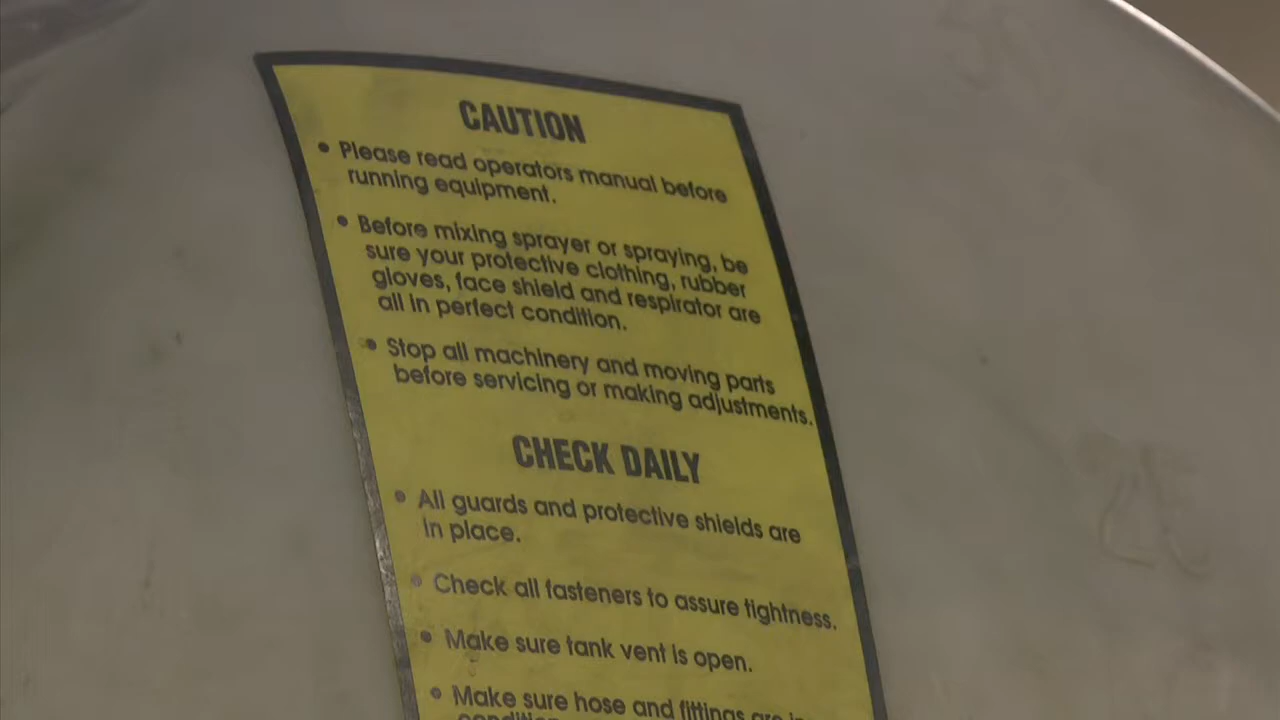 CAUTION
• Please read operators manual before
running equipment.
• Before mixing sprayer or spraying, be
sure your protective clothing, rubber
gloves, face shield and respirator are
all in perfect condition.
• Stop all machinery and moving parts
before servicing or making adjustments.
CHECK DAILY
• All guards and protective shields are
in place.
• Check all fasteners to assure tightness.
• Make sure tank vent is open.
• Make sure hose and fittings are in